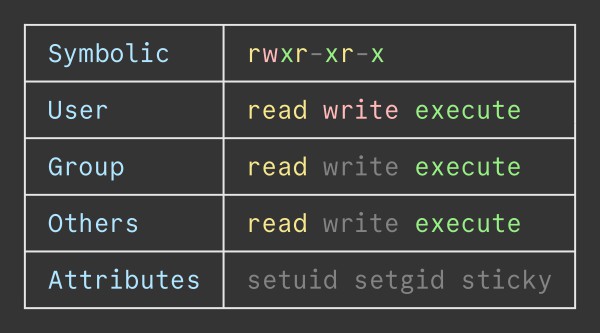 Symbolic rwxr-xr-x
User read write execute
Group read write execute
Others read write execute
Attributes setuid setgid sticky